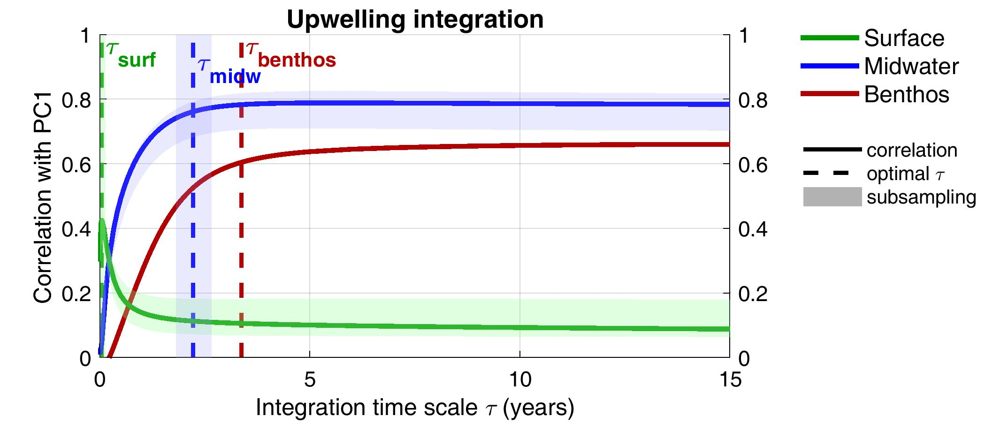 Upwelling integration
Correlation with PC1
1
0.8
0.6
0.4
0.2
0
τsurf
τmidw
τbenthos
1
0.8
0.6
0.4
0.2
0
0 5 10 15
Integration time scale τ (years)
Surface
Midwater
Benthos
correlation
optimal τ
subsampling